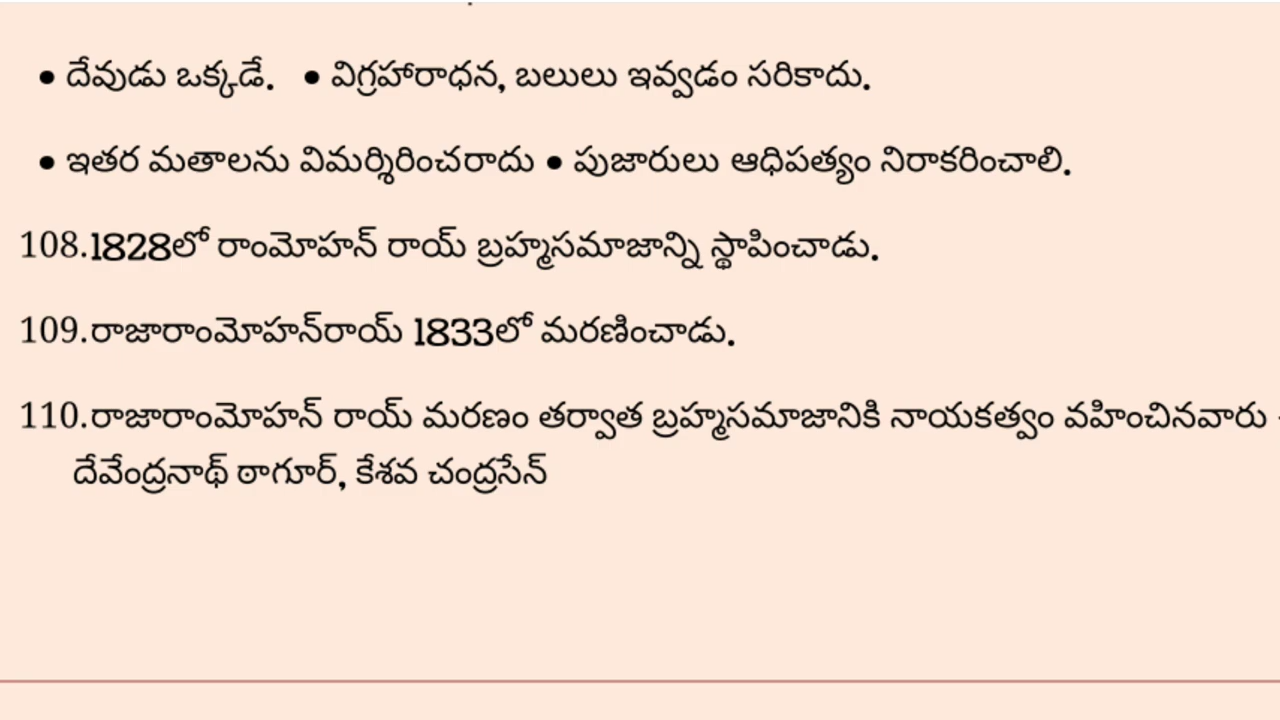 • దేవుడు ఒక్కడే. • విగ్రహారాధన, బలులు ఇవ్వడం సరికాదు.
• ఇతర మతాలను విమర్శిరించరాదు • పుజారులు ఆధిపత్యం నిరాకరించాలి.
108.1828లో రాంమోహన్ రాయ్ బ్రహ్మసమాజాన్ని స్థాపించాడు.
109.రాజారాంమోహన్‌రాయ్ 1833లో మరణించాడు.
110.రాజారాంమోహన్ రాయ్ మరణం తర్వాత బ్రహ్మసమాజానికి నాయకత్వం వహించినవారు -
దేవేంద్రనాథ్ ఠాగూర్, కేశవ చంద్రసేన్